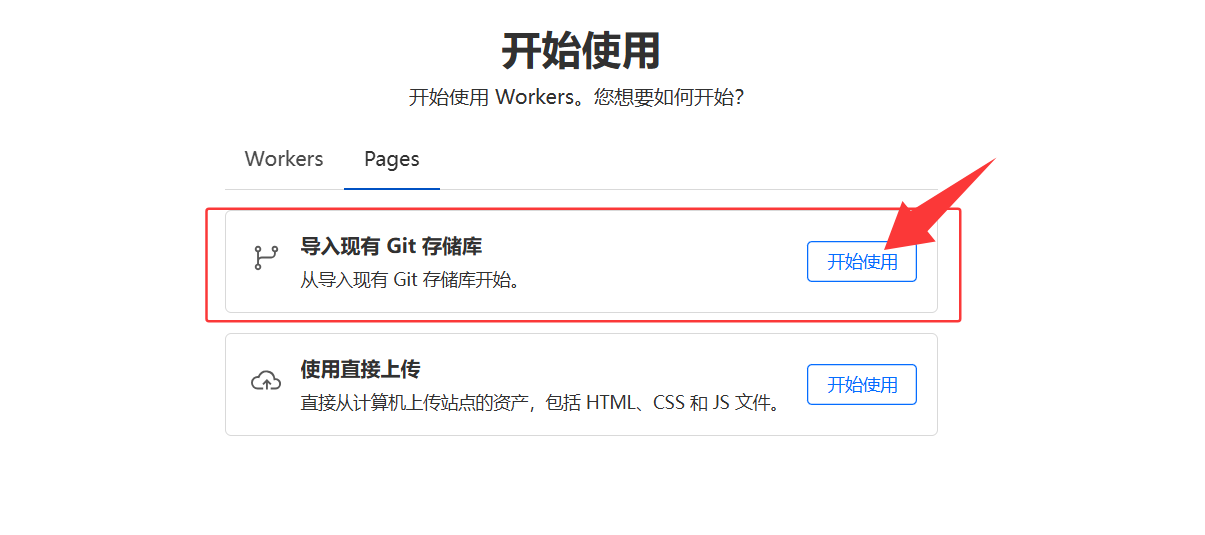 开始使用
开始使用 Workers。您想要如何开始？
Workers
Pages
导入现有 Git 存储库
从导入现有 Git 存储库开始。
开始使用
使用直接上传
直接从计算机上传站点的资产，包括 HTML、CSS 和 JS 文件。
开始使用